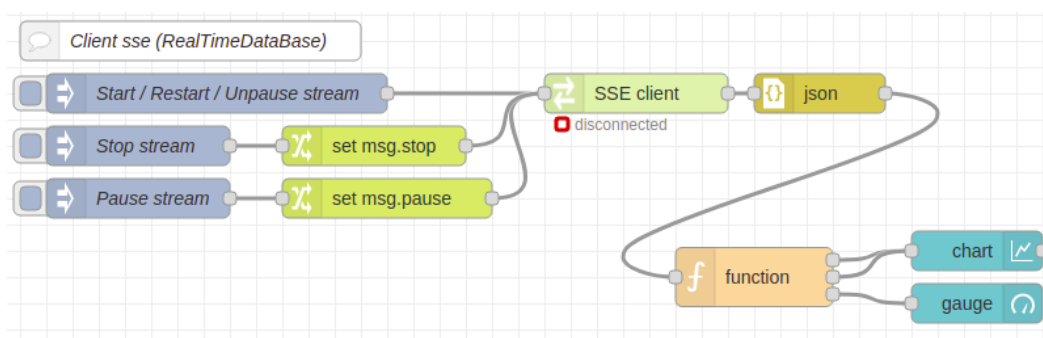 Client sse (RealTimeDataBase)
Start / Restart / Unpause stream
SSE client
json
disconnected
Stop stream
set msg.stop
Pause stream
set msg.pause
function
chart
gauge